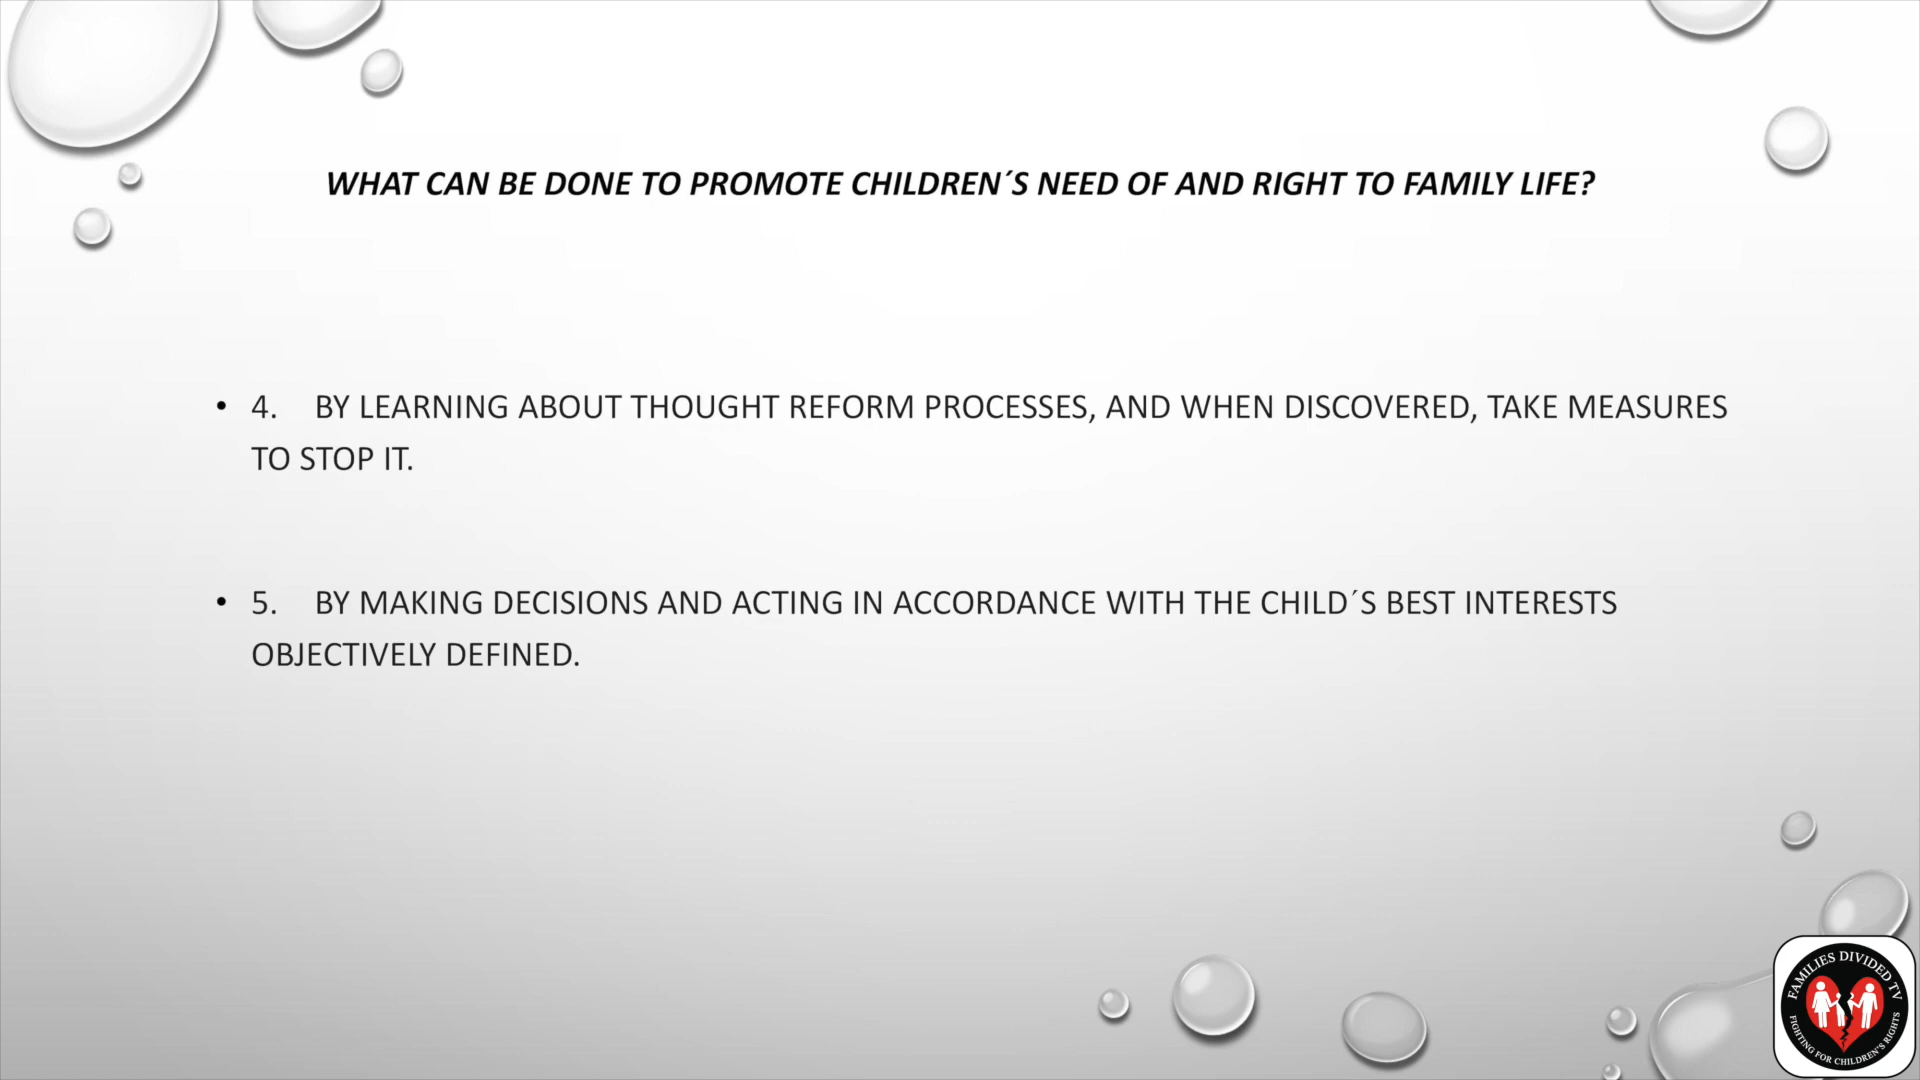 WHAT CAN BE DONE TO PROMOTE CHILDREN´S NEED OF AND RIGHT TO FAMILY LIFE?
• 4. BY LEARNING ABOUT THOUGHT REFORM PROCESSES, AND WHEN DISCOVERED, TAKE MEASURES
TO STOP IT.
• 5. BY MAKING DECISIONS AND ACTING IN ACCORDANCE WITH THE CHILD´S BEST INTERESTS
OBJECTIVELY DEFINED.
FAMILIES DIVIDED TV
FIGHTING FOR CHILDREN'S RIGHTS